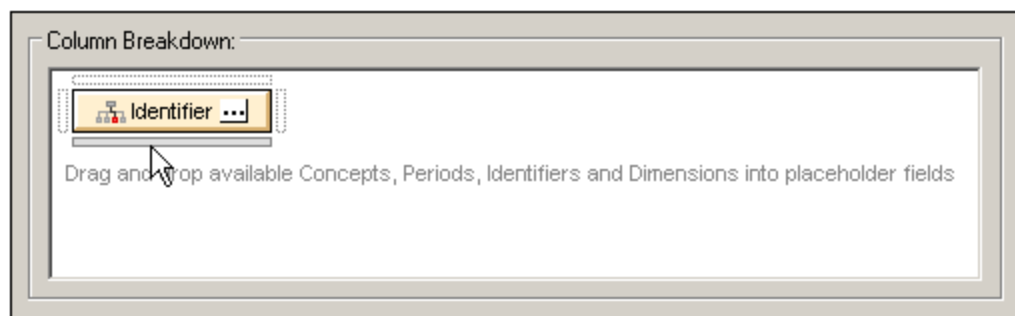 Column Breakdown:
Identifier ...
Drag and drop available Concepts, Periods, Identifiers and Dimensions into placeholder fields